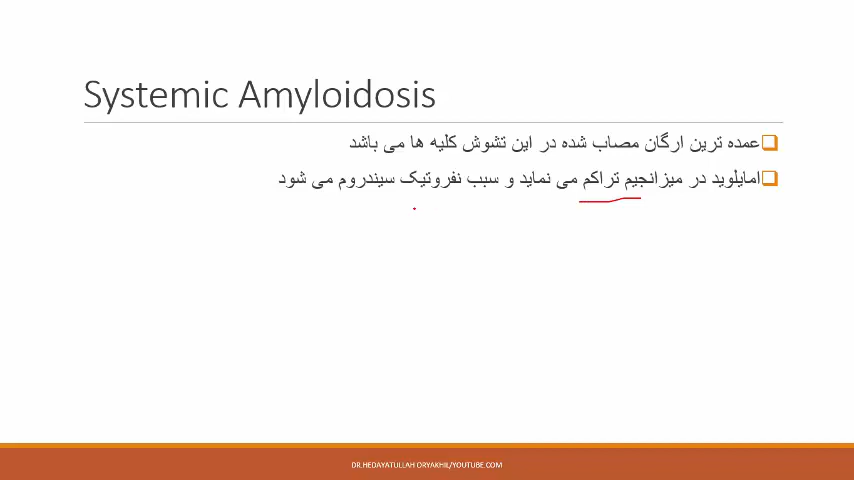 Systemic Amyloidosis
عمده ترین ارگان مصاب شده در این تشوش کلیه ها می باشد
امایلوید در میزانجیم تراکم می نماید و سبب نفروتیک سیندروم می شود
DR.HEDAYATULLAH ORYAKHIL/YOUTUBE.COM